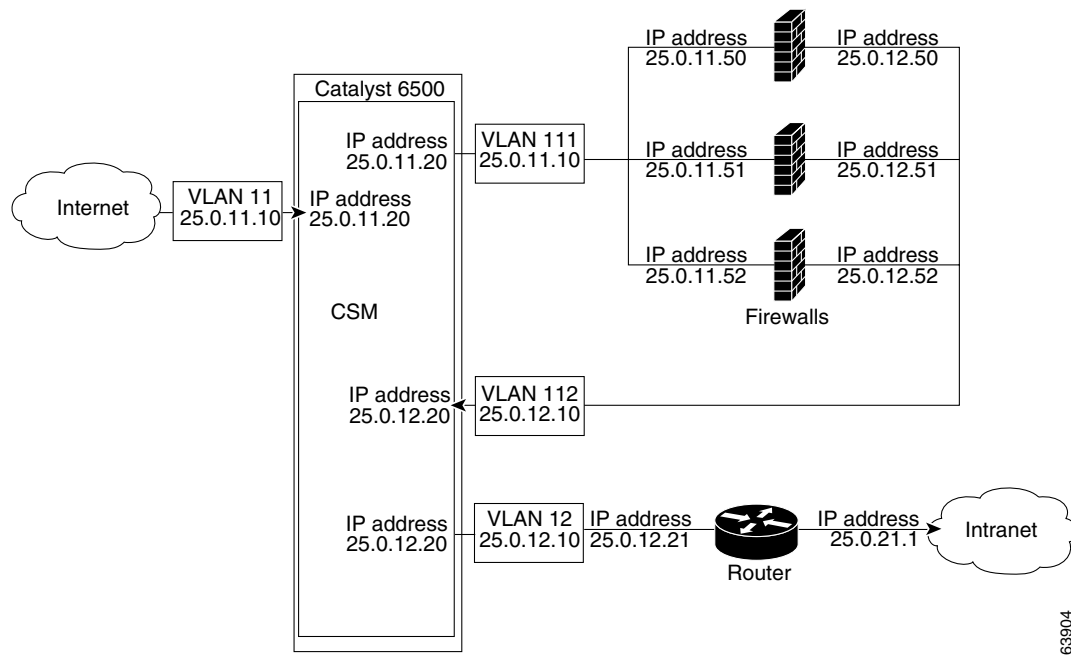 Catalyst 6500
IP address
25.0.11.50
IP address
25.0.12.50
IP address
25.0.11.20
VLAN 111
25.0.11.10
IP address
25.0.11.51
IP address
25.0.12.51
Internet
VLAN 11
25.0.11.10
IP address
25.0.11.20
IP address
25.0.11.52
IP address
25.0.12.52
Firewalls
CSM
IP address
25.0.12.20
VLAN 112
25.0.12.10
IP address
25.0.12.20
VLAN 12
25.0.12.10
IP address
25.0.12.21
Router
IP address
25.0.21.1
Intranet
63904